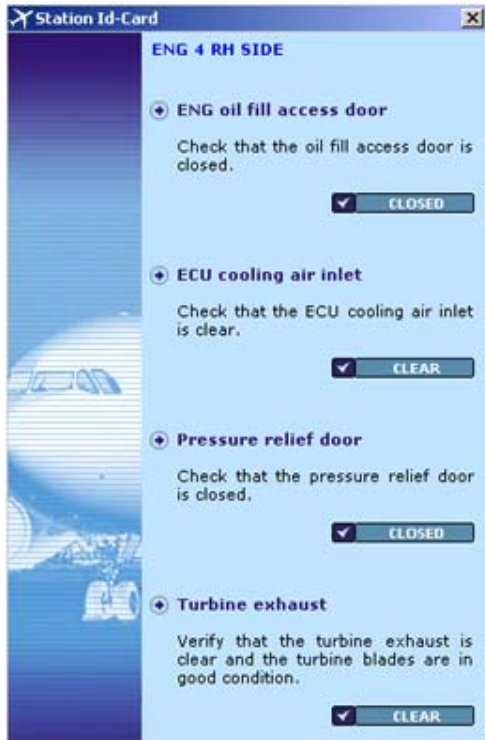 Station Id-Card
ENG 4 RH SIDE
ENG oil fill access door
Check that the oil fill access door is
closed.
CLOSED
ECU cooling air inlet
Check that the ECU cooling air inlet
is clear.
CLEAR
Pressure relief door
Check that the pressure relief door
is closed.
CLOSED
Turbine exhaust
Verify that the turbine exhaust is
clear and the turbine blades are in
good condition.
CLEAR